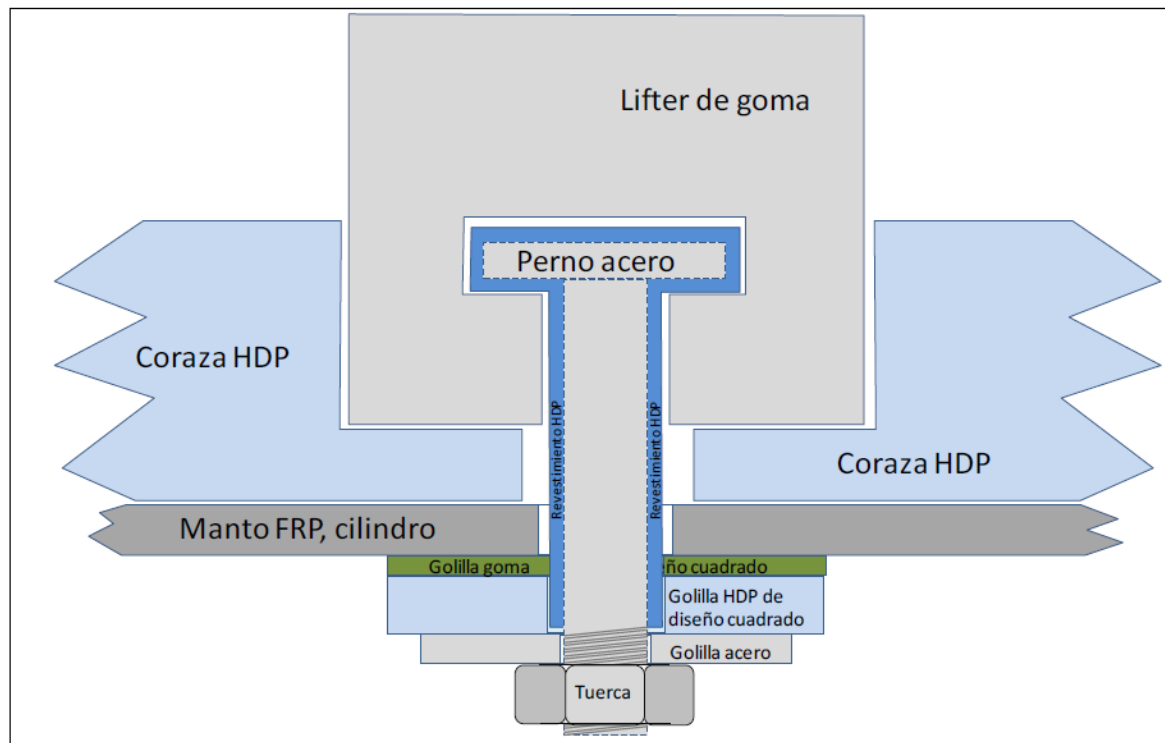 Lifter de goma
Perno acero
Coraza HDP
Revestimiento HDP
Revestimiento HDP
Coraza HDP
Manto FRP, cilindro
Golilla goma
eño cuadrado
Golilla HDP de
diseño cuadrado
Golilla acero
Tuerca